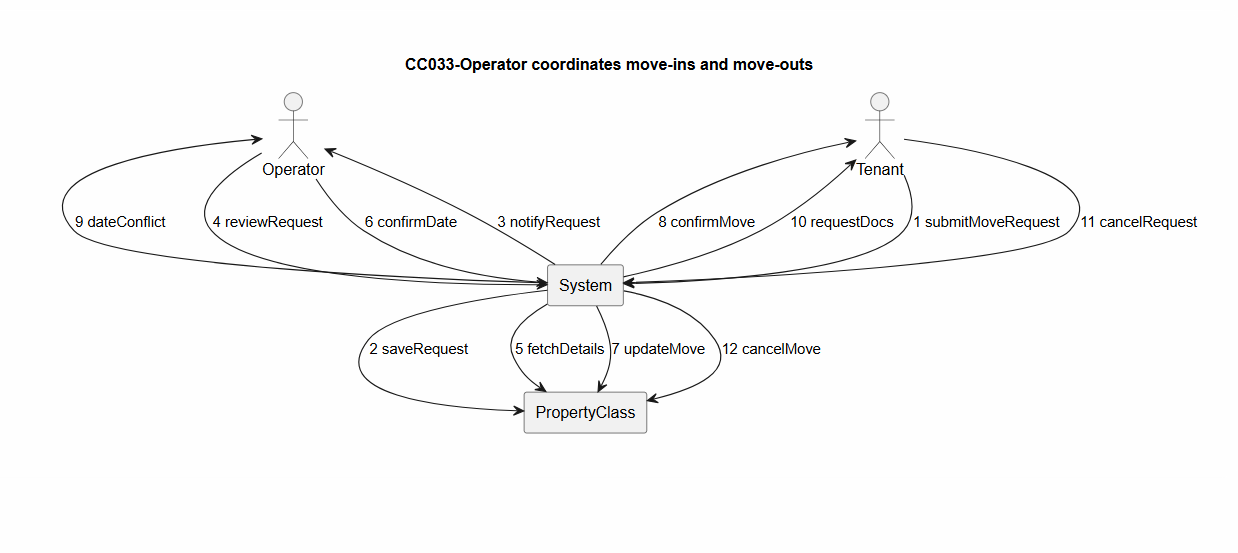 CC033-Operator coordinates move-ins and move-outs
Operator
Tenant
9 dateConflict
4 reviewRequest
6 confirmDate
3 notifyRequest
8 confirmMove
10 requestDocs
1 submitMoveRequest
11 cancelRequest
System
2 saveRequest
5 fetchDetails
7 updateMove
12 cancelMove
PropertyClass